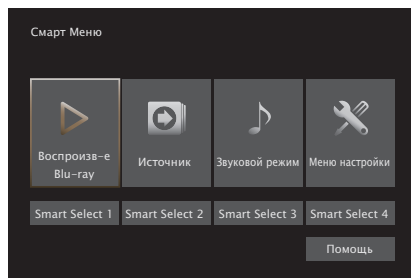 Смарт Меню
Воспроизв-е
Blu-ray
Источник
Звуковой режим
Меню настройки
Smart Select 1
Smart Select 2
Smart Select 3
Smart Select 4
Помощь